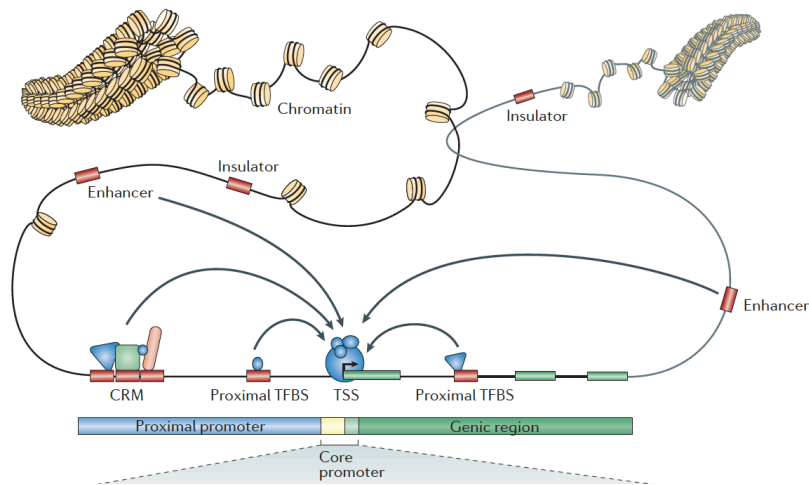 Chromatin
Insulator
Insulator
Enhancer
Enhancer
CRM
Proximal TFBS
TSS
Proximal TFBS
Proximal promoter
Genic region
Core
promoter